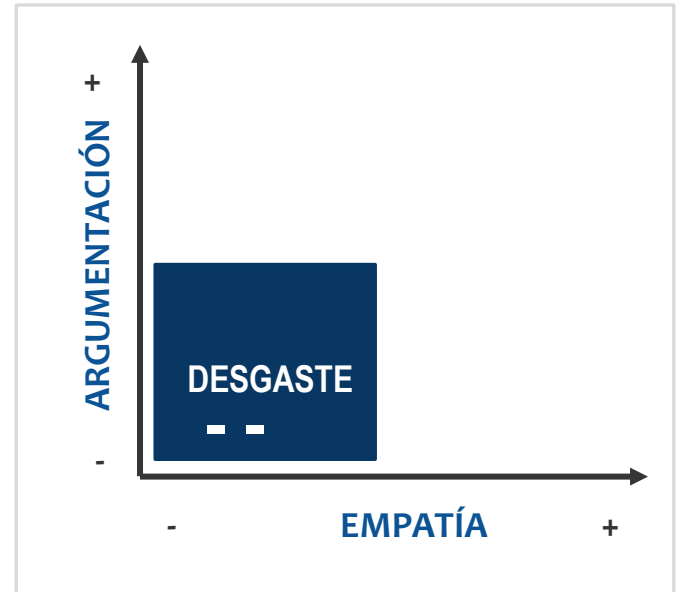 +
ARGUMENTACIÓN
DESGASTE
- -
-
- EMPATÍA +